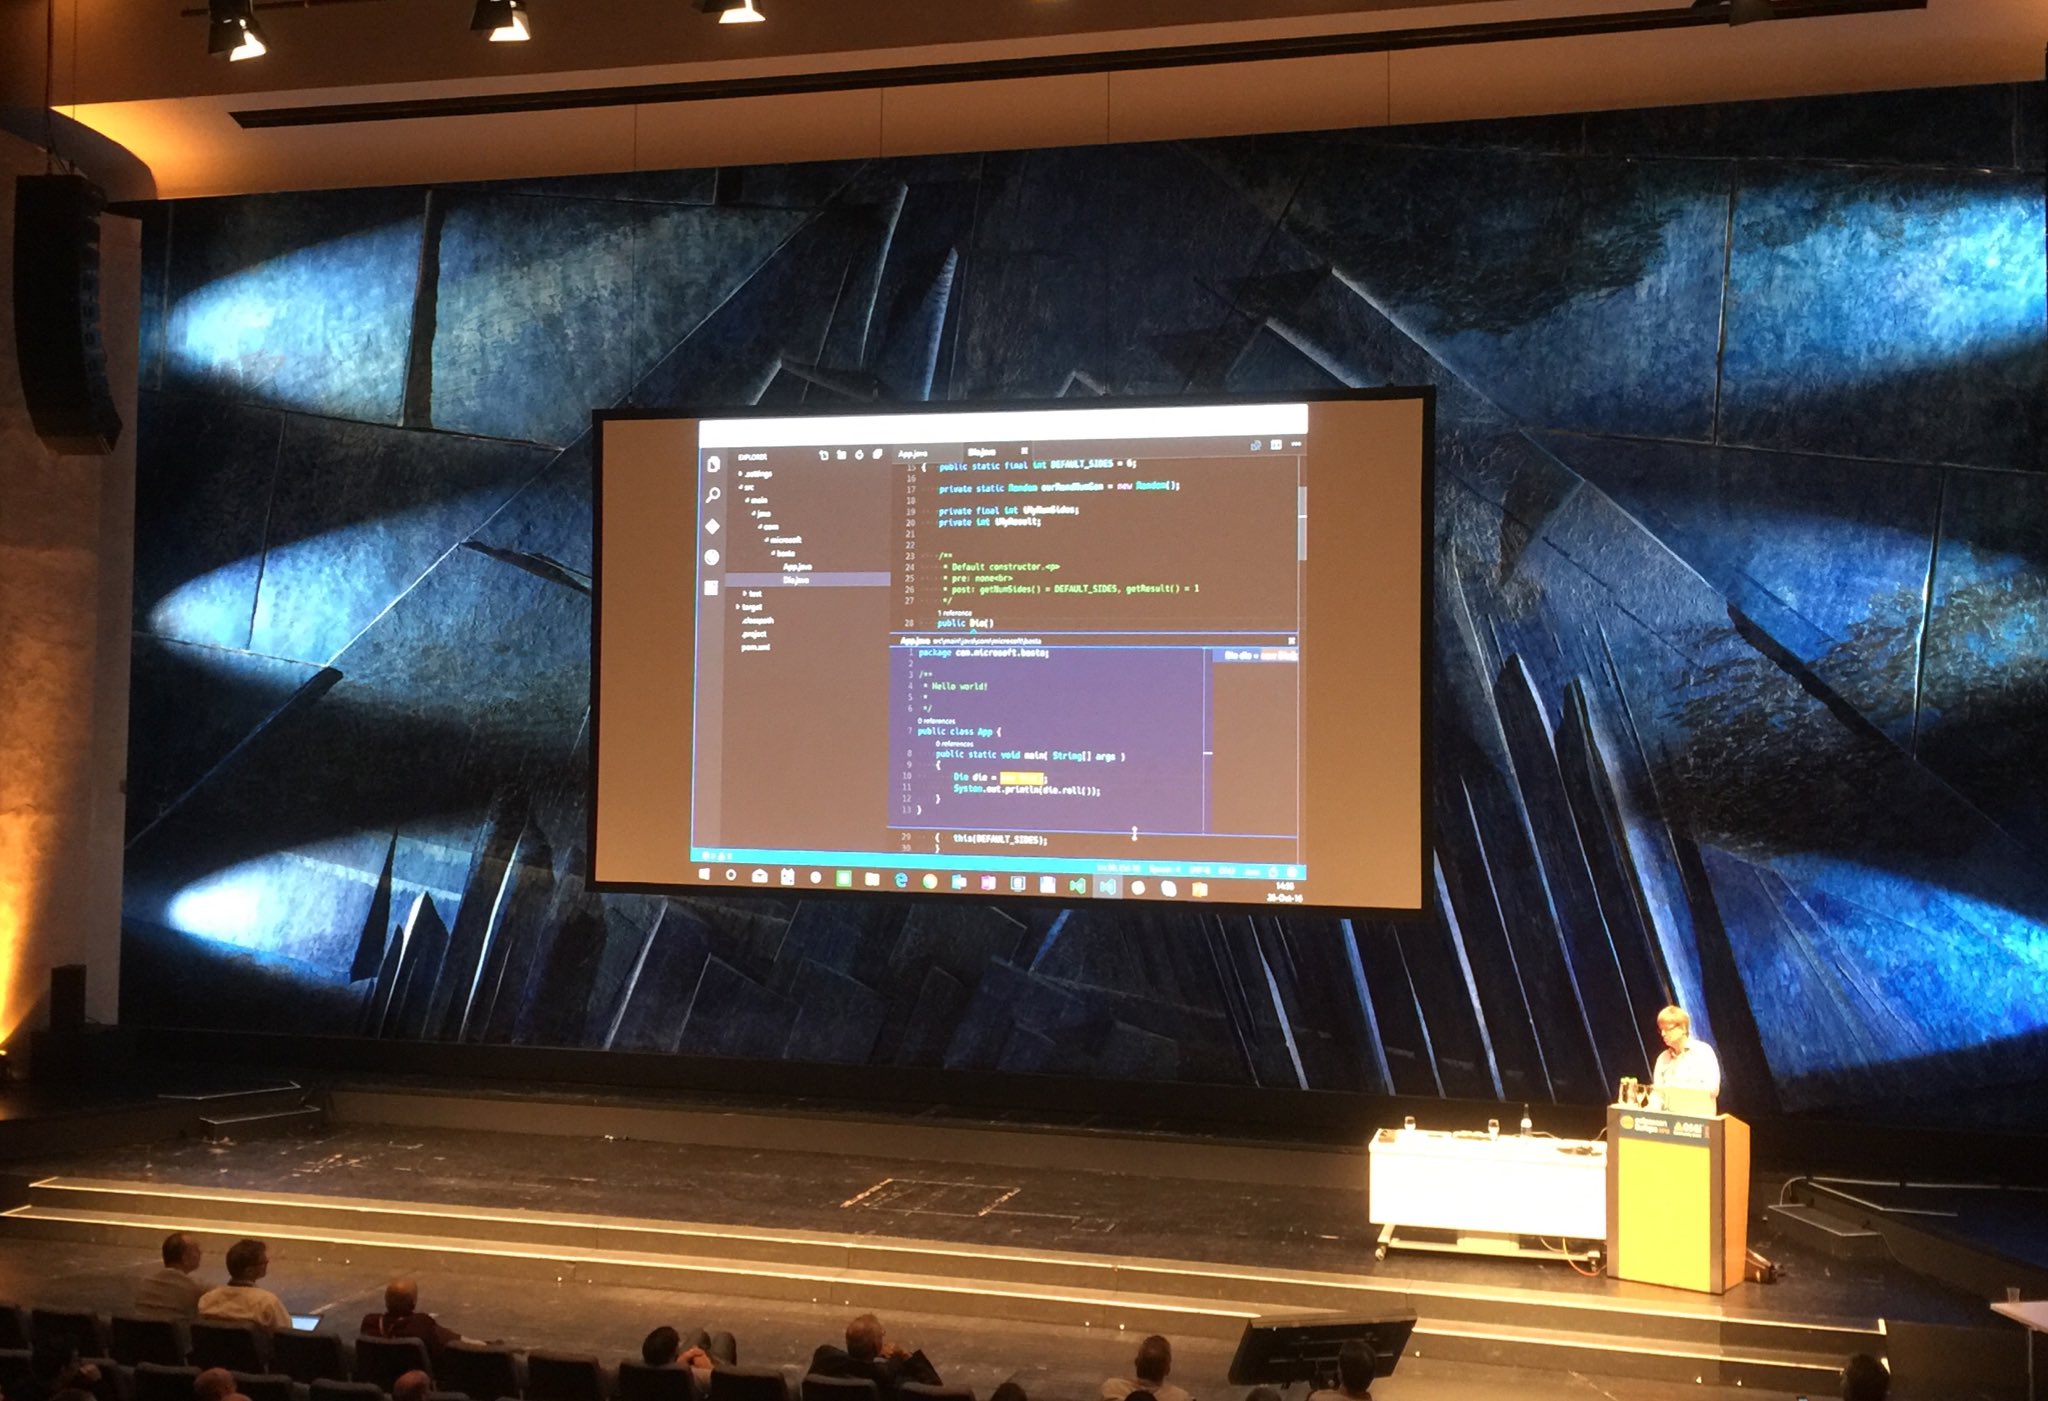 EXPLORER
.settings
src
main
java
com
microsoft
basta
App.java
Die.java
test
target
.classpath
.project
pom.xml
App.java Die.java
15 { public static final int DEFAULT_SIDES = 6;
16
17 private static Random ourRandNumGen = new Random();
18
19 private final int iMyNumSides;
20 private int iMyResult;
21
22
23 /**
24 * Default constructor.<p>
25 * pre: none<br>
26 * post: getNumSides() = DEFAULT_SIDES, getResult() = 1
27 */
1 reference
28 public Die()
App.java src\main\java\com\microsoft\basta
1 package com.microsoft.basta;
2
3 /**
4 * Hello world!
5 *
6 */
0 references
7 public class App {
0 references
8 public static void main( String[] args )
9 {
10 Die die = new Die();
11 System.out.println(die.roll());
12 }
13 }
Die die = new Die
29 { this(DEFAULT_SIDES);
30 }
26-Oct-16
eclipsecon
Europe 2016
OSGi